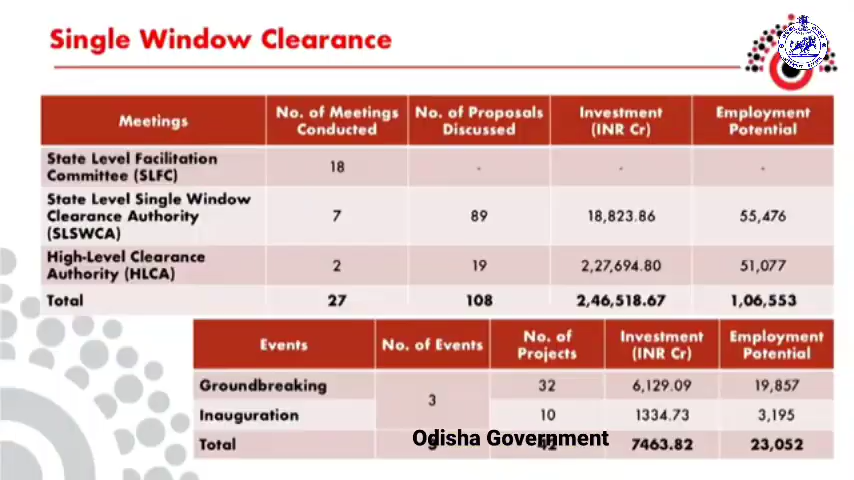 Single Window Clearance
Meetings
No. of Meetings
Conducted
No. of Proposals
Discussed
Investment
(INR Cr)
Employment
Potential
State Level Facilitation
Committee (SLFC)
18
-
-
-
State Level Single Window
Clearance Authority
(SLSWCA)
7
89
18,823.86
55,476
High-Level Clearance
Authority (HLCA)
2
19
2,27,694.80
51,077
Total
27
108
2,46,518.67
1,06,553
Events
No. of Events
No. of
Projects
Investment
(INR Cr)
Employment
Potential
Groundbreaking
3
32
6,129.09
19,857
Inauguration
10
1334.73
3,195
Total
42
7463.82
23,052
Odisha Government